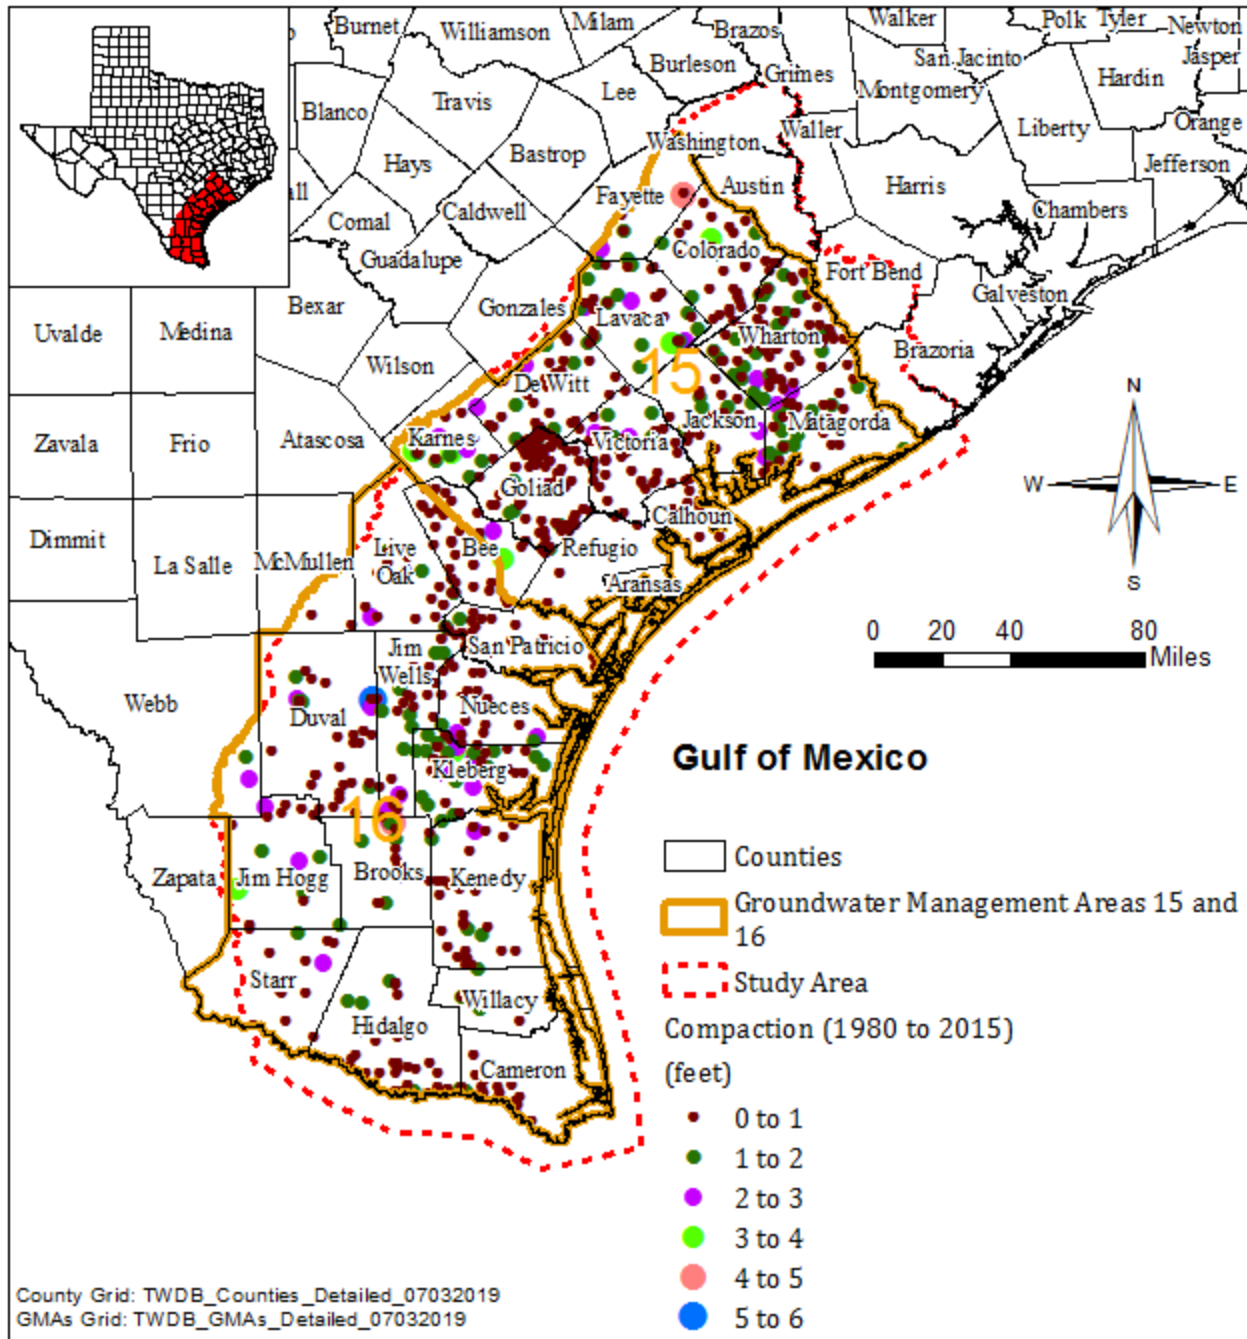 Burnet
Williamson
Milam
Brazos
Walker
Polk
Tyler
Newton
San Jacinto
Jasper
Burleson
Grimes
Hardin
Montgomery
Blanco
Travis
Lee
Orange
Liberty
Waller
Washington
Bastrop
Hays
Jefferson
Harris
Austin
Fayette
all
Caldwell
Comal
Chambers
Colorado
Guadalupe
Fort Bend
Galveston
Bexar
Gonzales
Lavaca
Uvalde
Medina
Wharton
Brazoria
Wilson
15
De Witt
N
Jackson
Matagorda
Karnes
Victoria
Zavala
Frio
Atascosa
W
E
Goliad
Calhoun
Dimmit
La Salle
McMullen
Live
Oak
Bee
Refugio
Aransas
S
0 20 40 80
Miles
Jim
Wells
San Patricio
Webb
Duval
Nueces
Gulf of Mexico
Kleberg
16
Counties
Zapata
Jim Hogg
Brooks
Kenedy
Groundwater Management Areas 15 and
16
Starr
Study Area
Willacy
Hidalgo
Compaction (1980 to 2015)
(feet)
Cameron
0 to 1
1 to 2
2 to 3
3 to 4
4 to 5
5 to 6
County Grid: TWDB_Counties_Detailed_07032019
GMAs Grid: TWDB_GMAs_Detailed_07032019